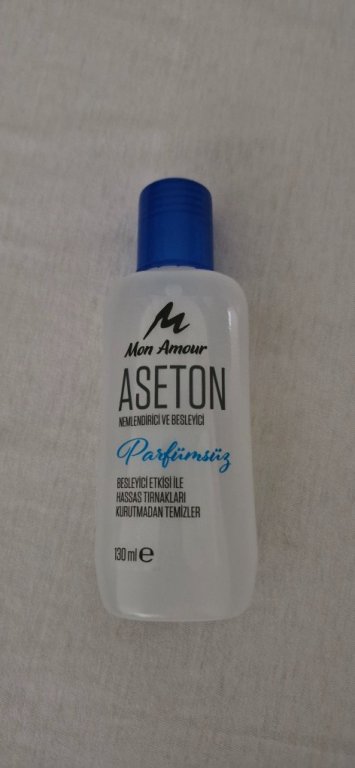 M
Mon Amour
ASETON
NEMLENDİRİCİ VE BESLEYİCİ
Parfümsüz
BESLEYİCİ ETKİSİ İLE
HASSAS TIRNAKLARI
KURUTMADAN TEMİZLER
130 ml e